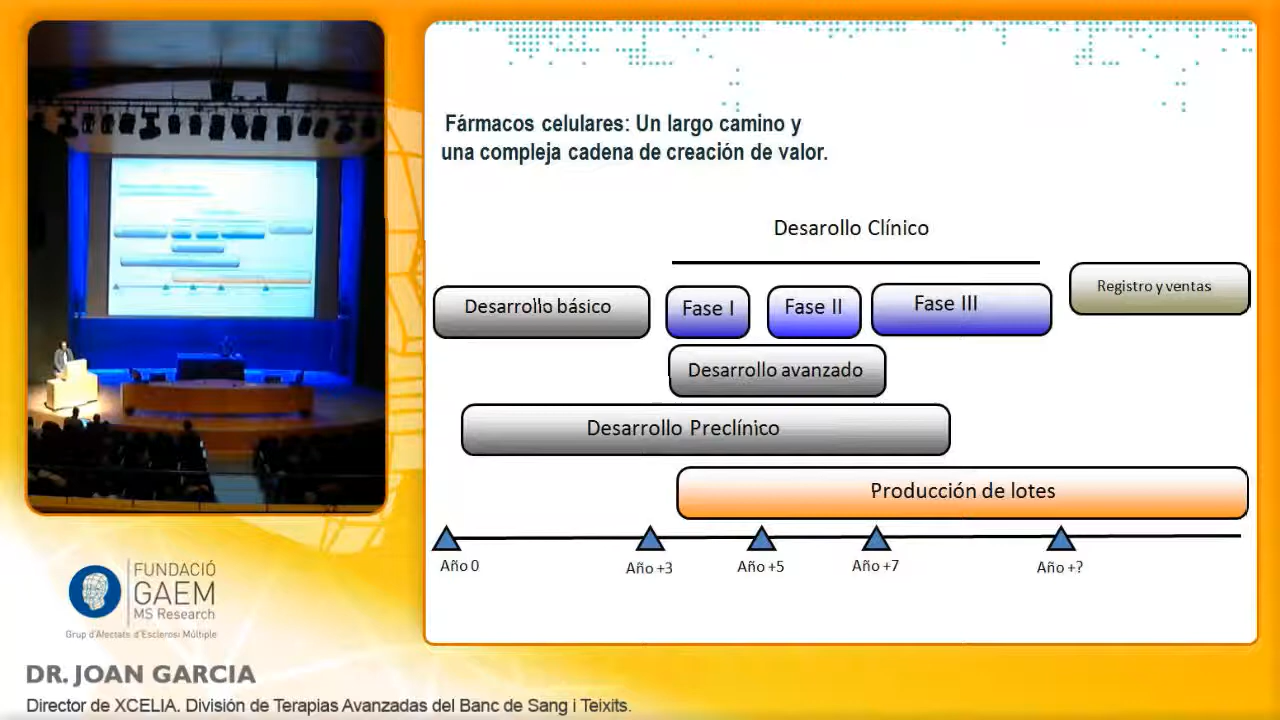 Fármacos celulares: Un largo camino y
una compleja cadena de creación de valor.
Desarollo Clínico
Desarrollo básico
Fase I
Fase II
Fase III
Registro y ventas
Desarrollo avanzado
Desarrollo Preclínico
Producción de lotes
Año 0
Año +3
Año +5
Año +7
Año +?
FUNDACIÓ
GAEM
MS Research
Grup d'Afectats d'Esclerosi Múltiple
DR. JOAN GARCIA
Director de XCELIA. División de Terapias Avanzadas del Banc de Sang i Teixits.